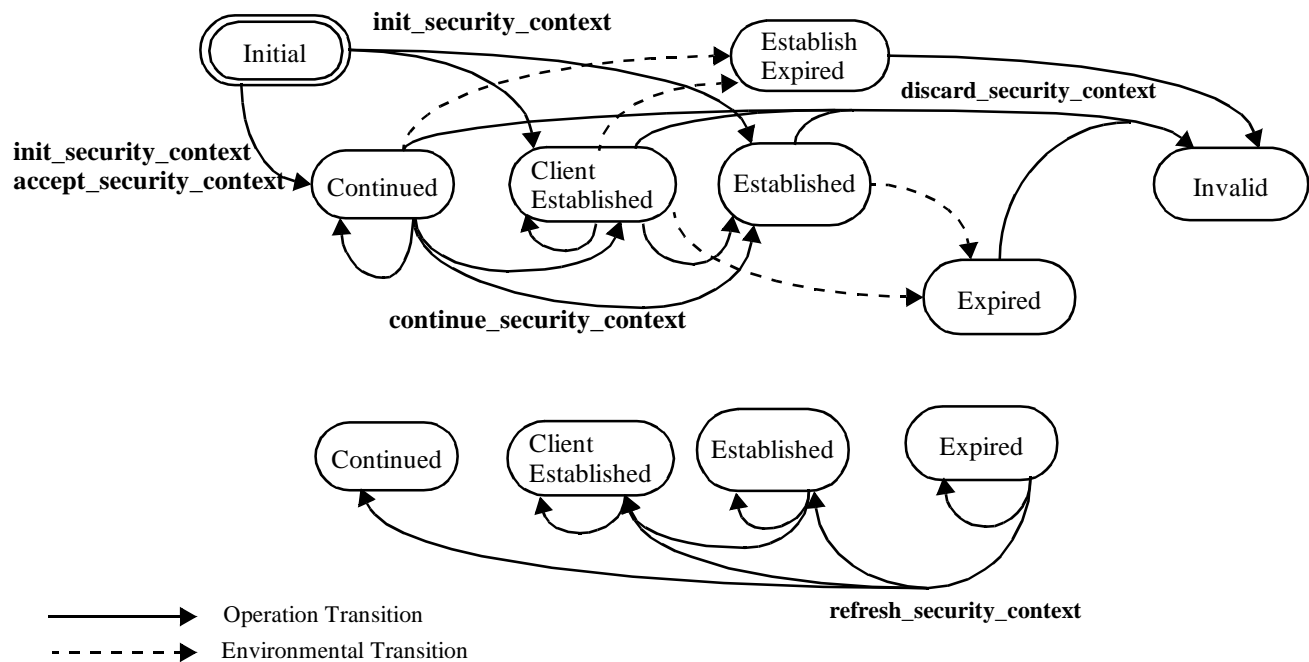 init_security_context
Initial
Establish
Expired
discard_security_context
init_security_context
accept_security_context
Continued
Client
Established
Established
Invalid
Expired
continue_security_context
Continued
Client
Established
Established
Expired
refresh_security_context
Operation Transition
Environmental Transition